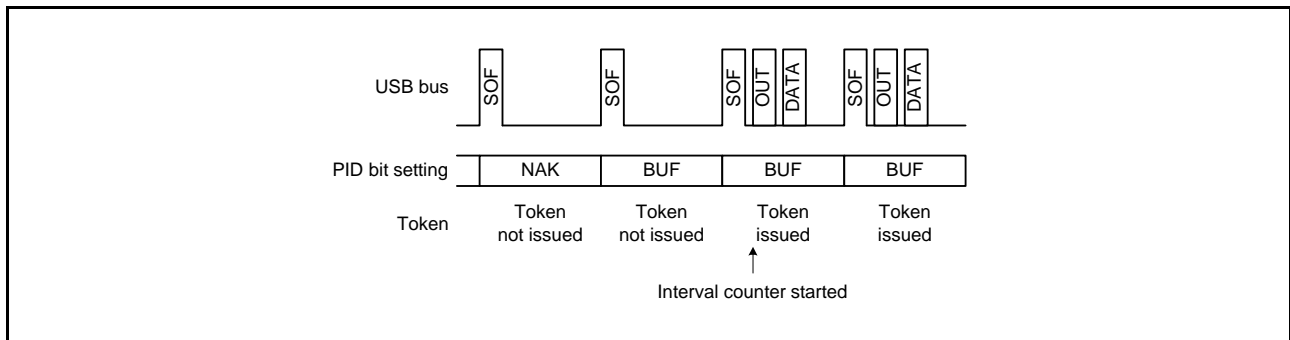 USB bus
SOF
SOF
SOF
OUT
DATA
SOF
OUT
DATA
PID bit setting
NAK
BUF
BUF
BUF
Token
Token
not issued
Token
not issued
Token
issued
Token
issued
Interval counter started